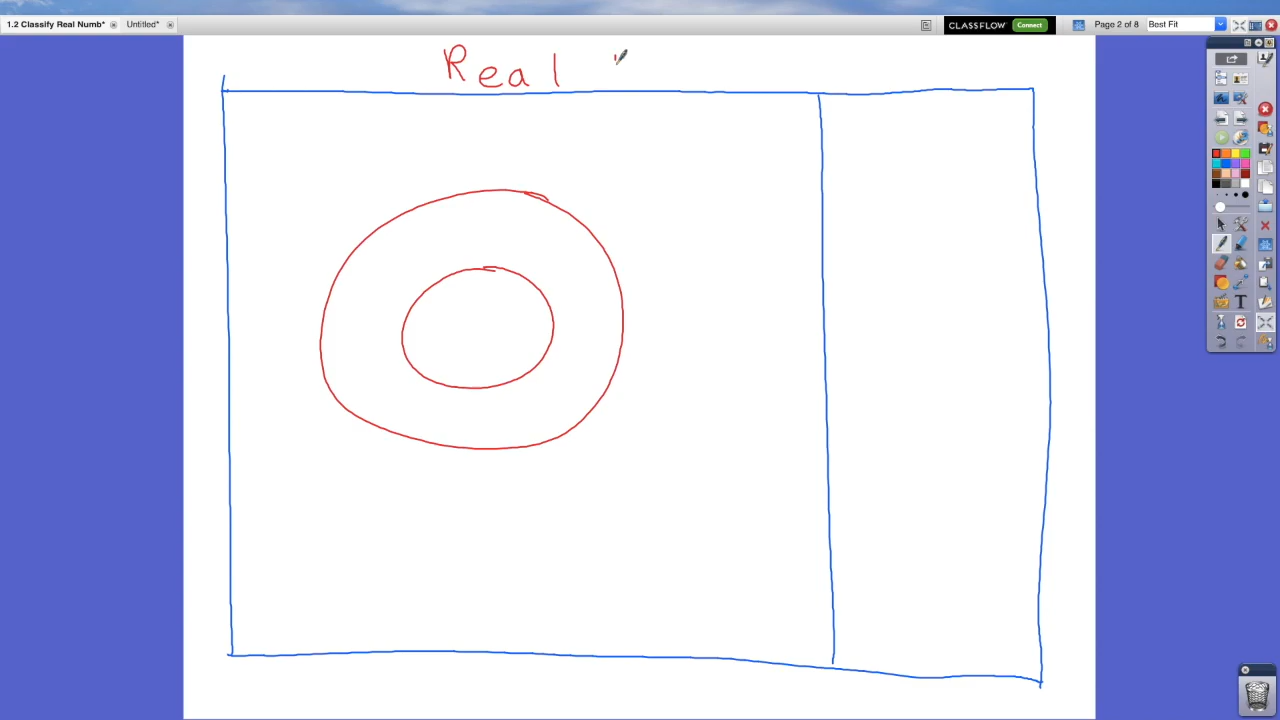 1.2 Classify Real Numb*
Untitled*
CLASSFLOW Connect
Page 2 of 8
Best Fit
Real